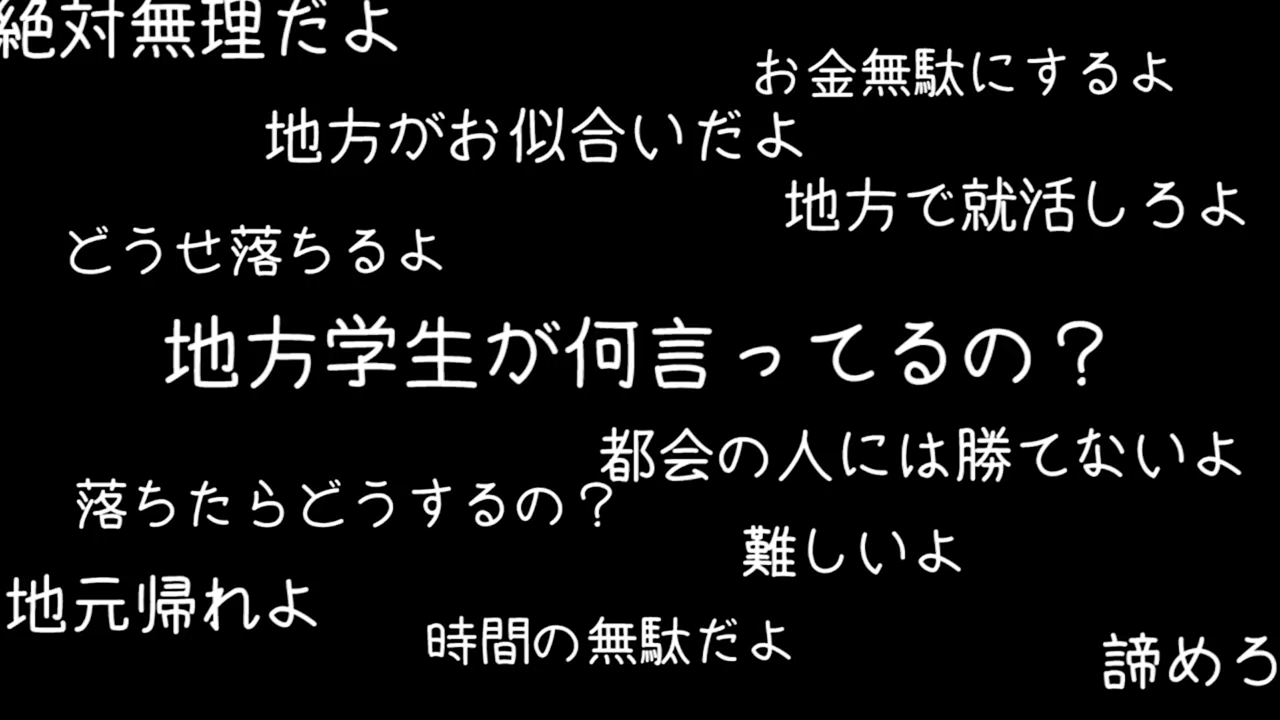 絶対無理だよ
お金無駄にするよ
地方がお似合いだよ
地方で就活しろよ
どうせ落ちるよ
地方学生が何言ってるの？
都会の人には勝てないよ
落ちたらどうするの？
難しいよ
地元帰れよ
時間の無駄だよ
諦めろ